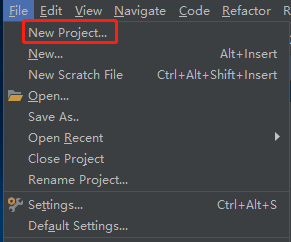 File Edit View Navigate Code Refactor R
New Project...
New... Alt+Insert
New Scratch File Ctrl+Alt+Shift+Insert
Open...
Save As..
Open Recent
Close Project
Rename Project...
Settings... Ctrl+Alt+S
Default Settings...